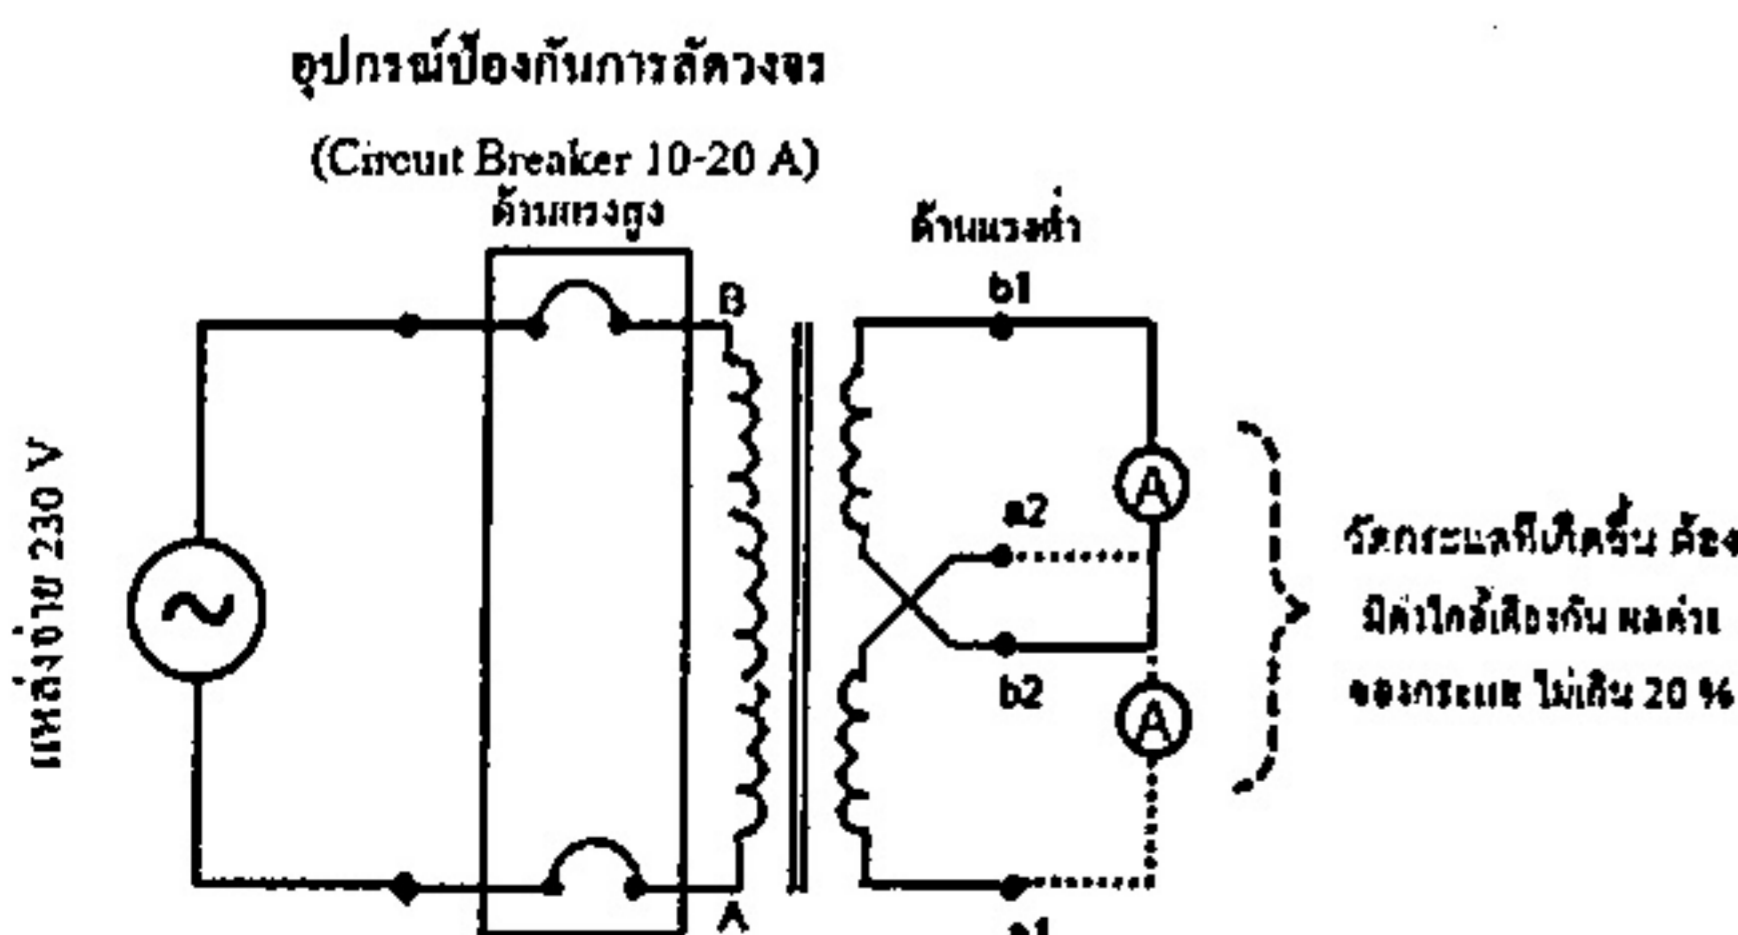 อุปกรณ์ป้องกันการลัดวงจร
(Circuit Breaker 10-20 A)
ด้านแรงสูง
ด้านแรงต่ำ
b1
B
A
a2
แหล่งจ่าย 230 V
วัดกระแสที่เกิดขึ้น ต้อง
มีค่าใกล้เคียงกัน ผลต่าง
ของกระแส ไม่เกิน 20 %
b2
A
A
a1